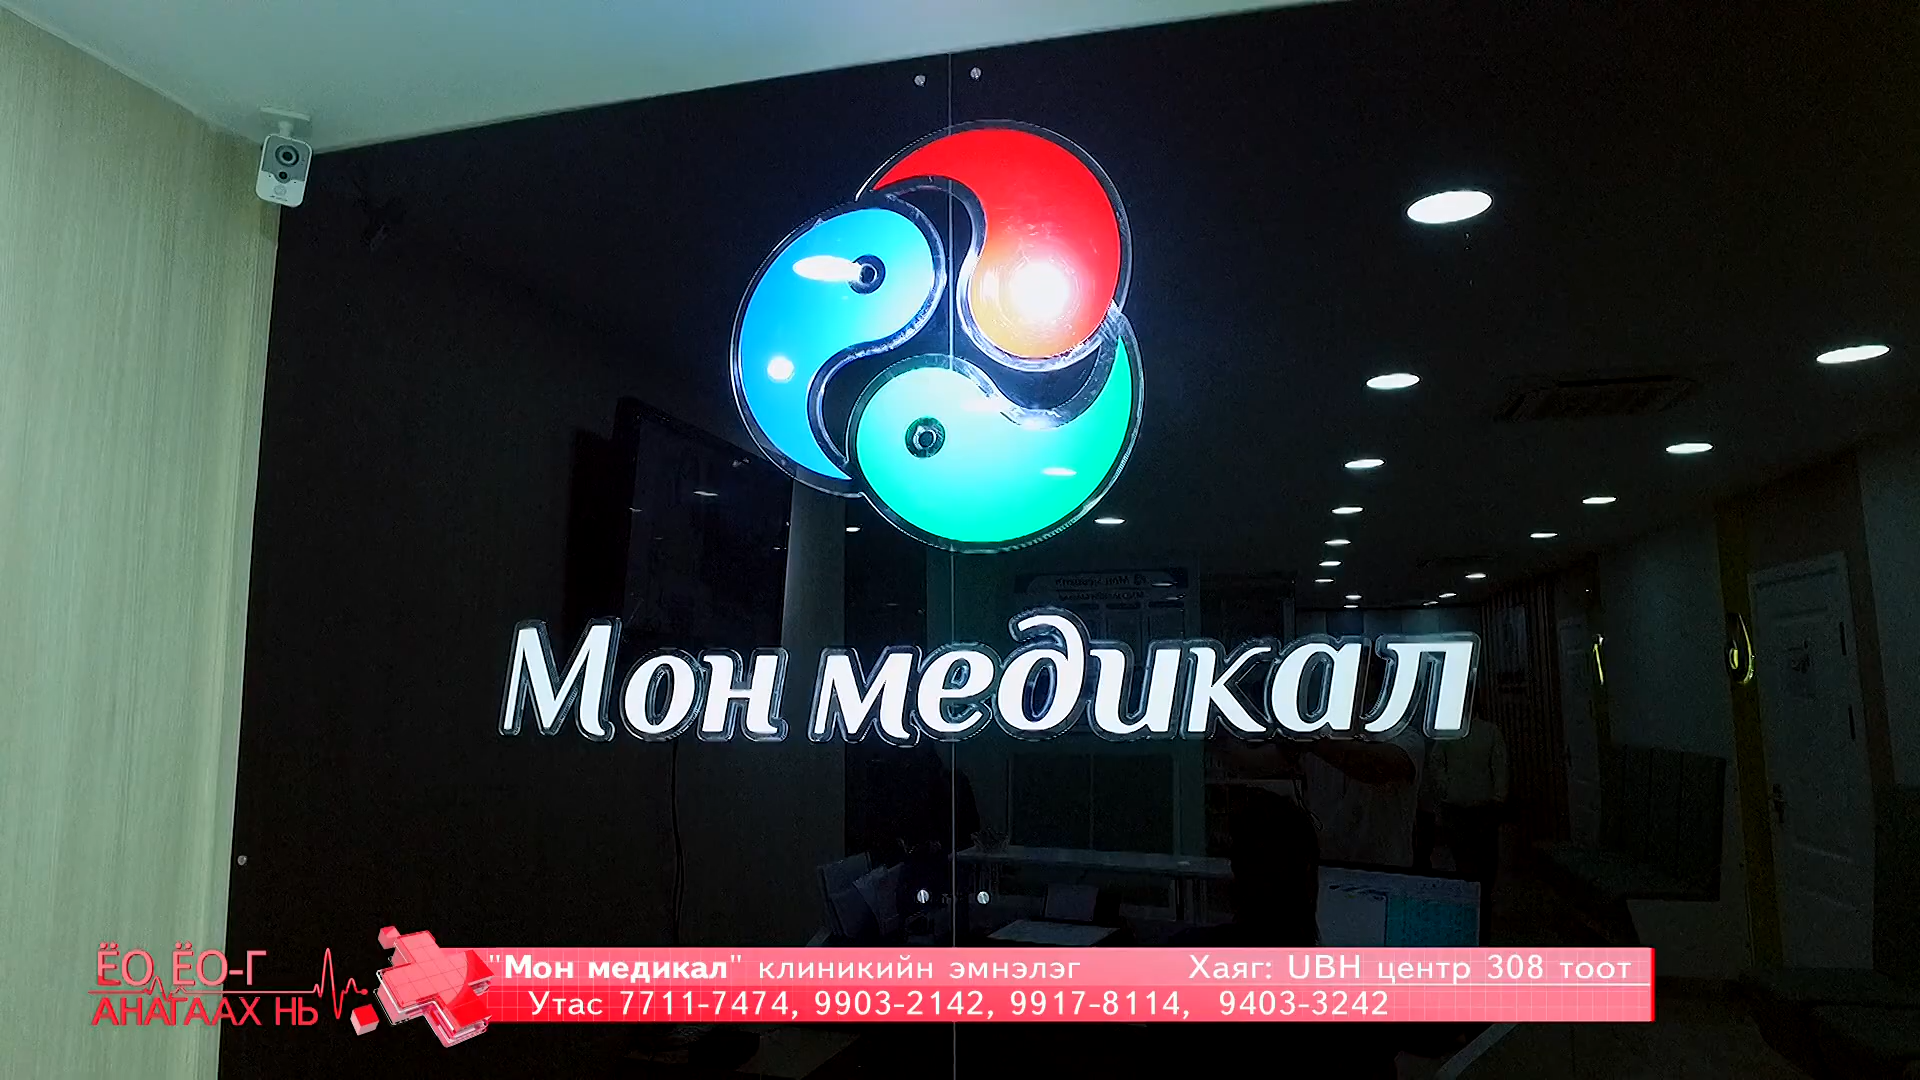 Мон медикал
ЁО, ЁО-Г
АНАГААХ НЬ
"Мон медикал" клиникийн эмнэлэг Хаяг: UBH центр 308 тоот
Утас 7711-7474, 9903-2142, 9917-8114, 9403-3242